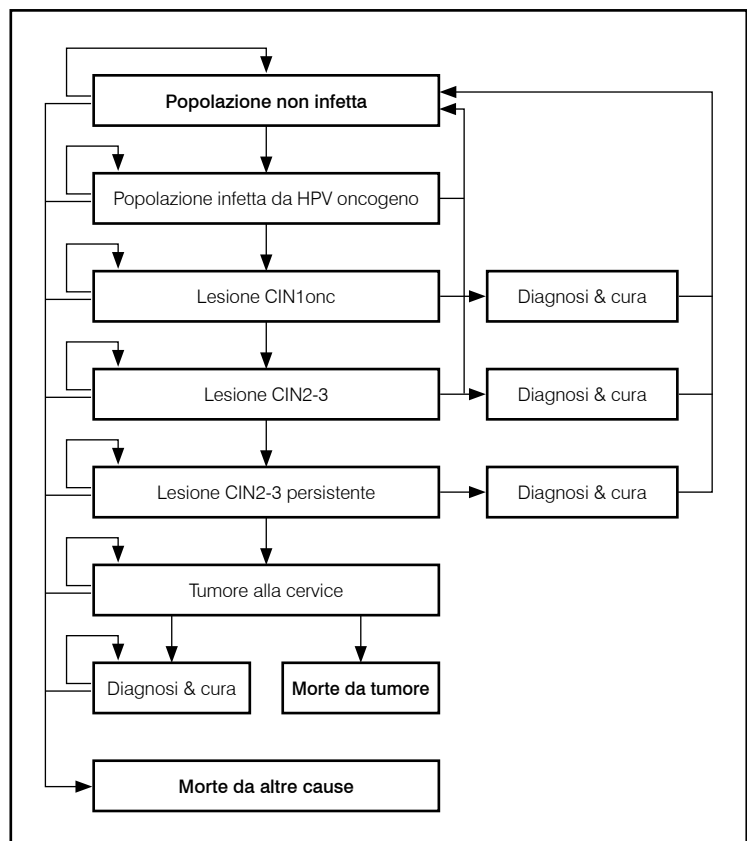 Popolazione non infetta
Popolazione infetta da HPV oncogeno
Lesione CIN1onc
Diagnosi & cura
Lesione CIN2-3
Diagnosi & cura
Lesione CIN2-3 persistente
Diagnosi & cura
Tumore alla cervice
Diagnosi & cura
Morte da tumore
Morte da altre cause